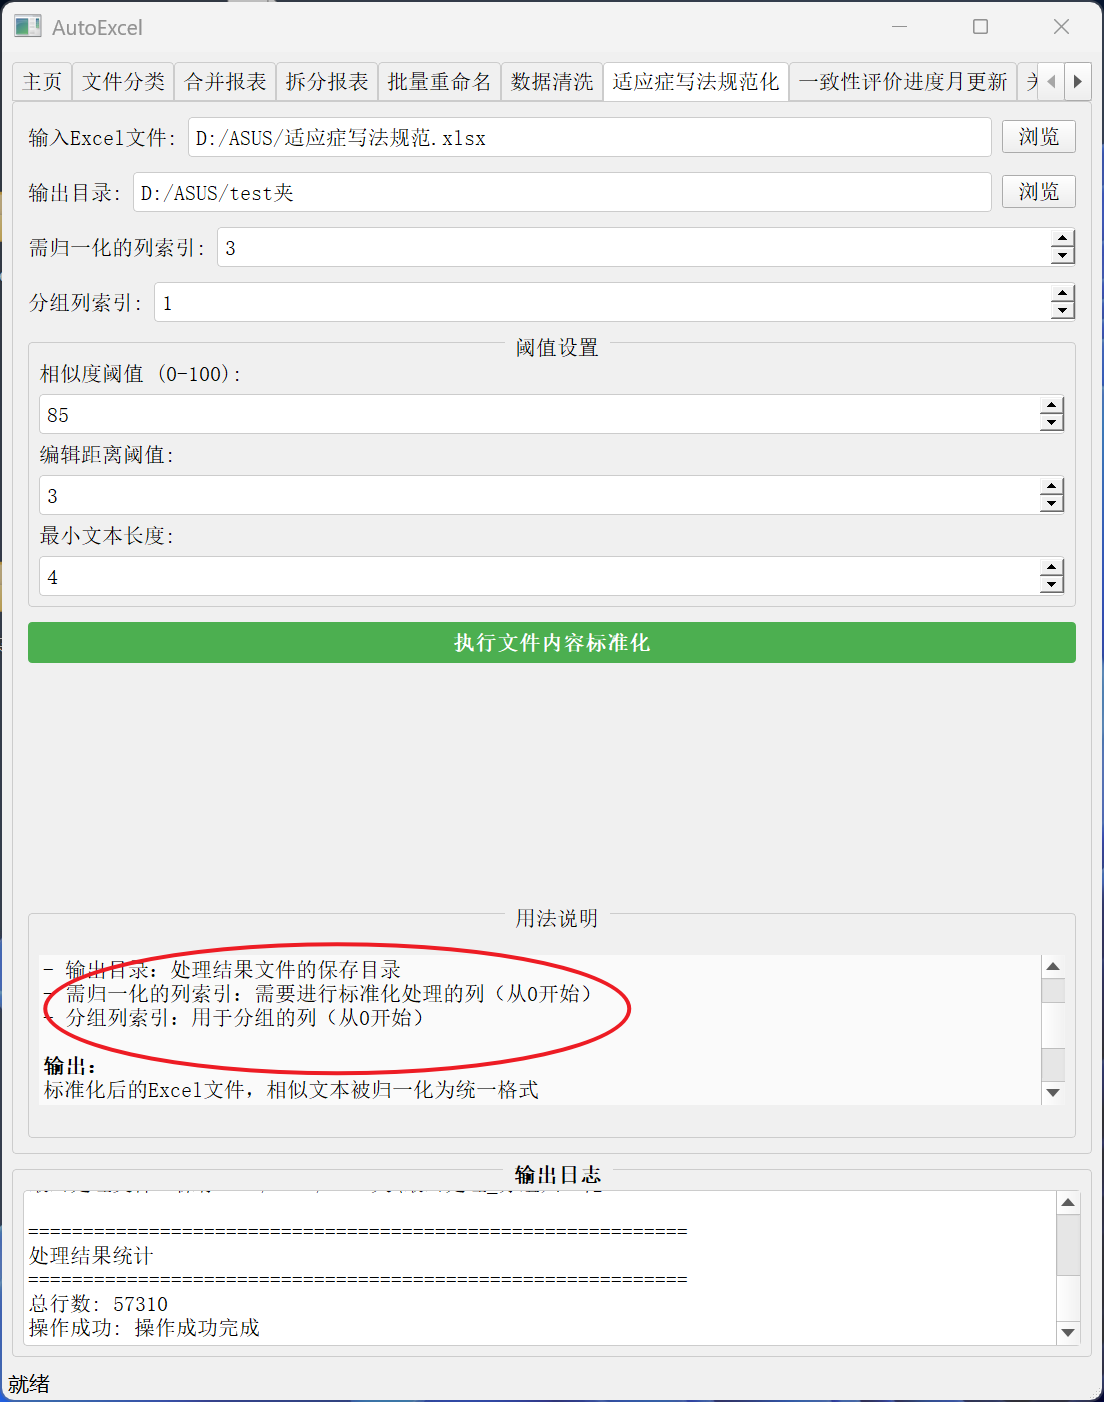 AutoExcel
主页 文件分类 合并报表 拆分报表 批量重命名 数据清洗 适应症写法规范化 一致性评价进度月更新
输入Excel文件: D:/ASUS/适应症写法规范.xlsx 浏览
输出目录: D:/ASUS/test夹 浏览
需归一化的列索引: 3
分组列索引: 1
阈值设置
相似度阈值 (0-100):
85
编辑距离阈值:
3
最小文本长度:
4
执行文件内容标准化
用法说明
- 输出目录: 处理结果文件的保存目录
- 需归一化的列索引: 需要进行标准化处理的列（从0开始）
- 分组列索引: 用于分组的列（从0开始）
输出:
标准化后的Excel文件，相似文本被归一化为统一格式
输出日志
============================================================
处理结果统计
============================================================
总行数: 57310
操作成功: 操作成功完成
就绪